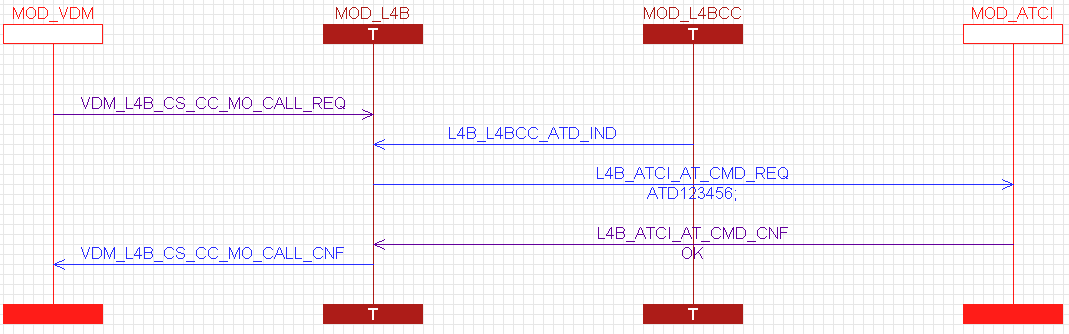 MOD_VDM MOD_L4B MOD_L4BCC MOD_ATCI
T T
VDM_L4B_CS_CC_MO_CALL_REQ
L4B_L4BCC_ATD_IND
L4B_ATCI_AT_CMD_REQ
ATD123456;
L4B_ATCI_AT_CMD_CNF
OK
VDM_L4B_CS_CC_MO_CALL_CNF
T T